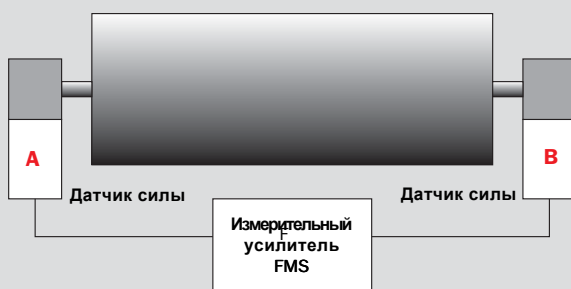 A
B
Датчик силы
Датчик силы
Измерительный
F
усилитель
FMS